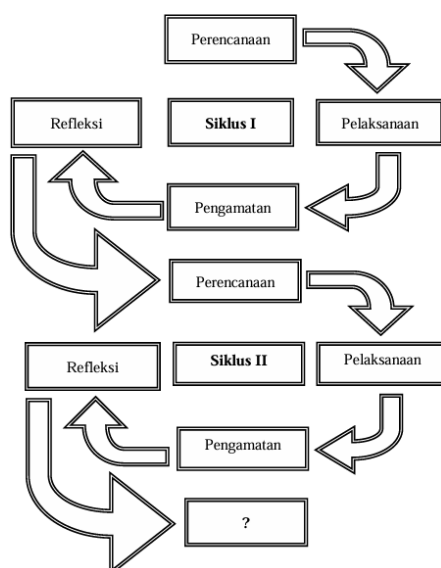 Perencanaan
Refleksi
Siklus I
Pelaksanaan
Pengamatan
Perencanaan
Refleksi
Siklus II
Pelaksanaan
Pengamatan
?